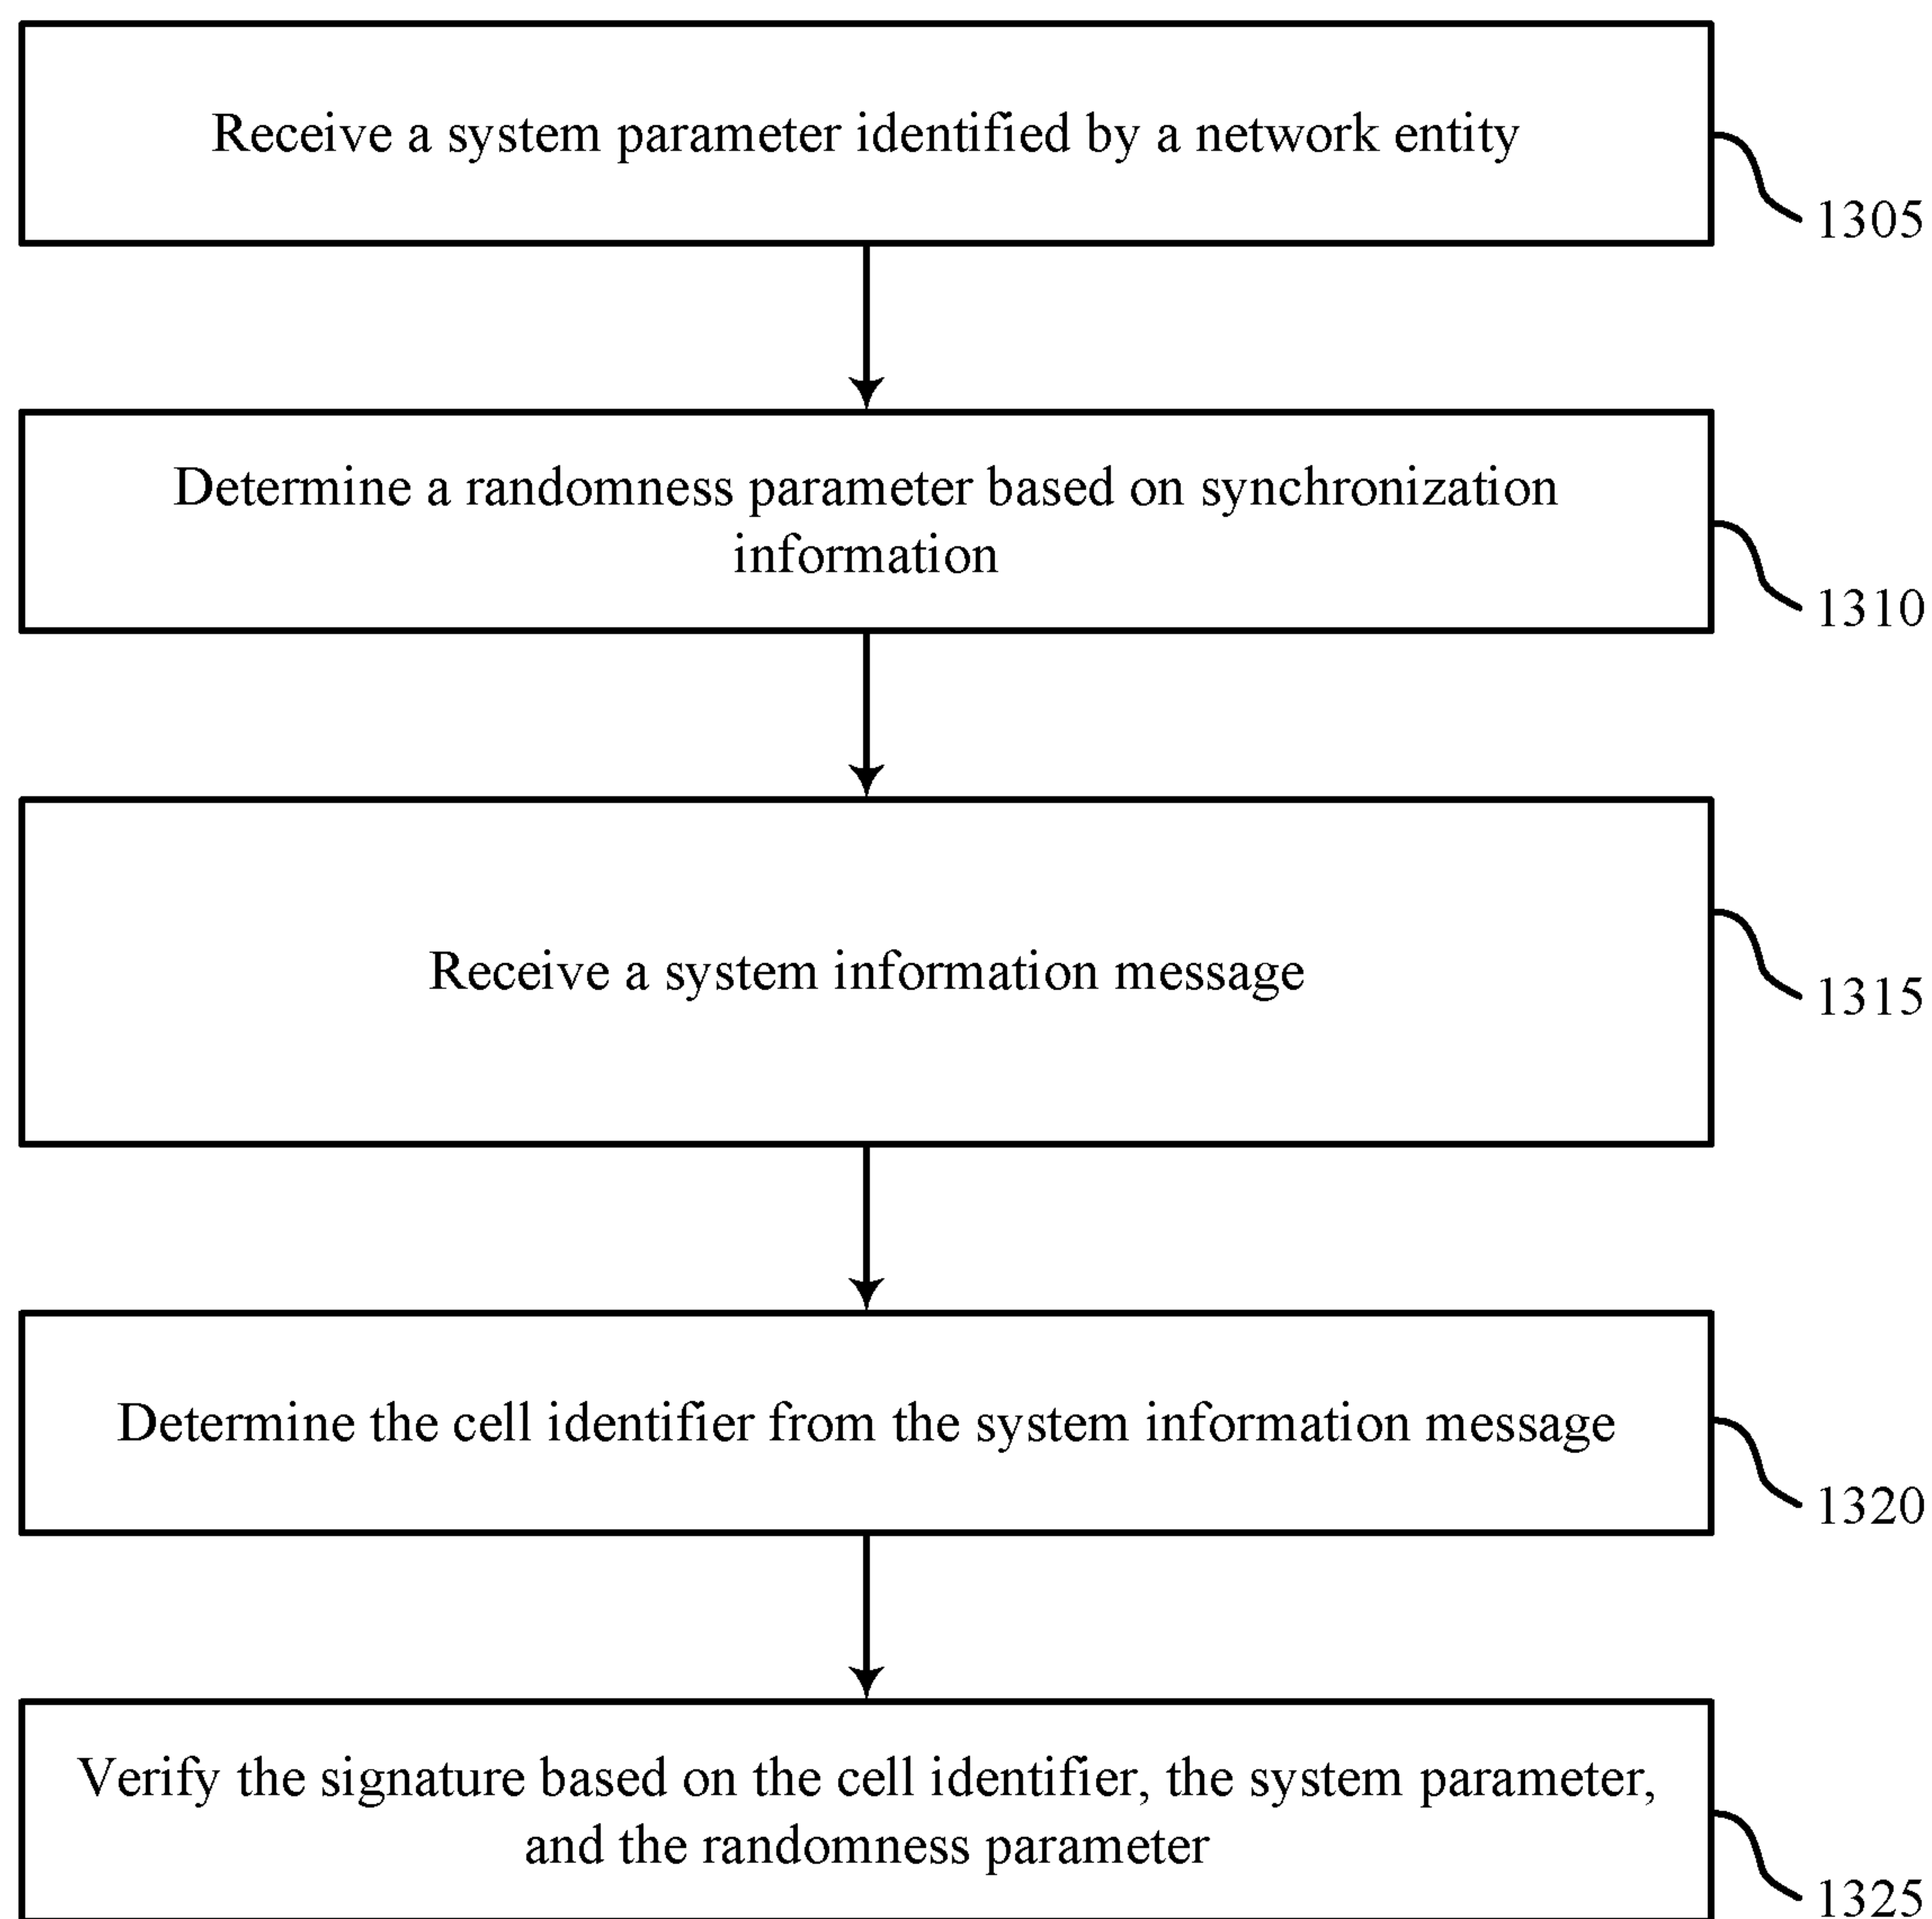 Receive a system parameter identified by a network entity
1305
Determine a randomness parameter based on synchronization
information
1310
Receive a system information message
1315
Determine the cell identifier from the system information message
1320
Verify the signature based on the cell identifier, the system parameter,
and the randomness parameter
1325